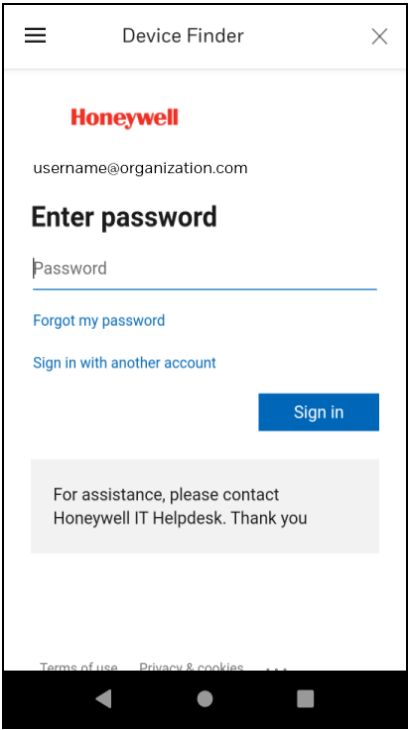 Device Finder
Honeywell
username@organization.com
Enter password
Password
Forgot my password
Sign in with another account
Sign in
For assistance, please contact
Honeywell IT Helpdesk. Thank you
Terms of use Privacy & cookies ...